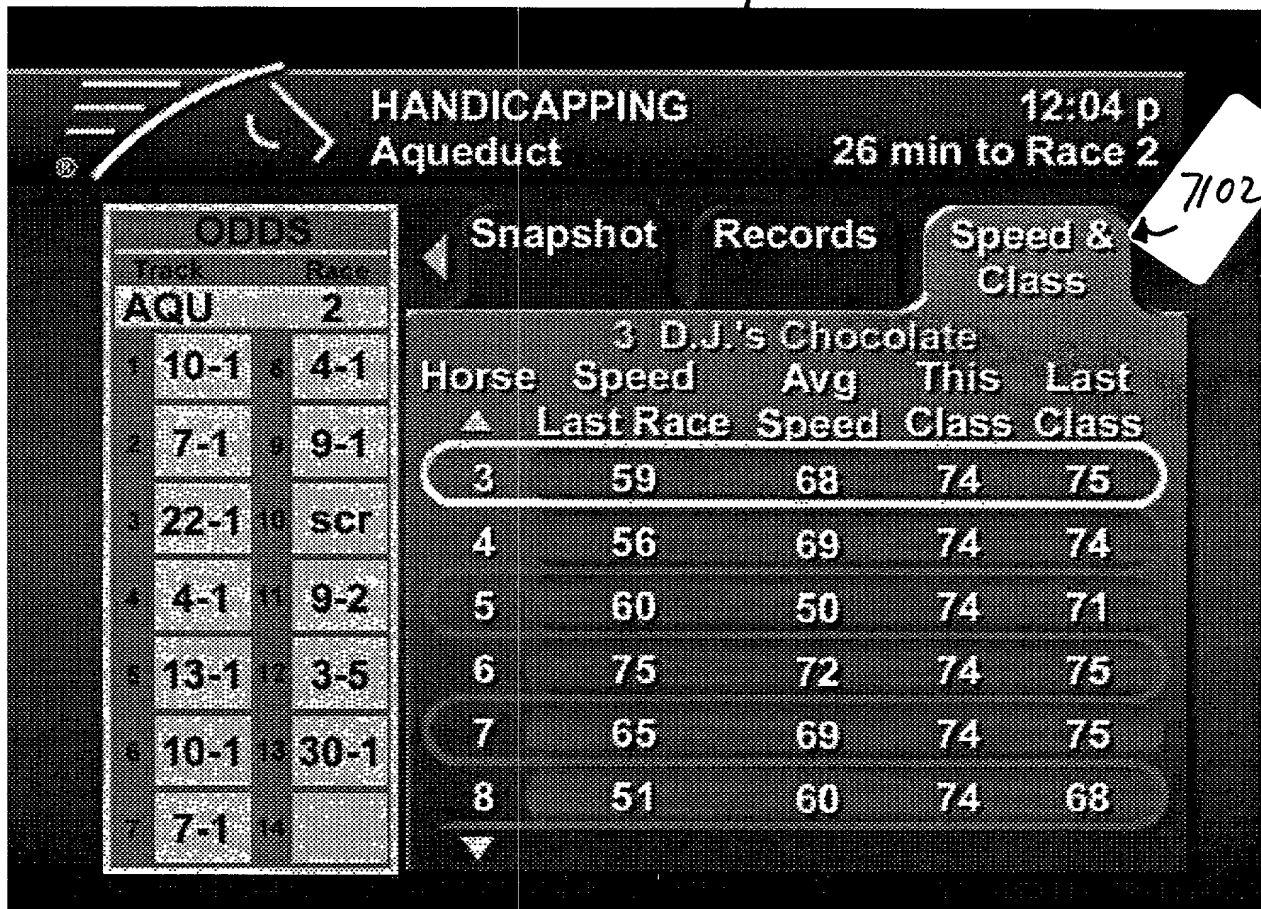 HANDICAPPING
Aqueduct
12:04 p
26 min to Race 2
®
7102
ODDS
Track Race
AQU 2
1 10-1 8 4-1
2 7-1 9 9-1
3 22-1 10 scr
4 4-1 11 9-2
5 13-1 12 3-5
6 10-1 13 30-1
7 7-1 14
Snapshot
Records
Speed &
Class
3 D.J.'s Chocolate
Horse Speed Avg This Last
Last Race Speed Class Class
3 59 68 74 75
4 56 69 74 74
5 60 50 74 71
6 75 72 74 75
7 65 69 74 75
8 51 60 74 68